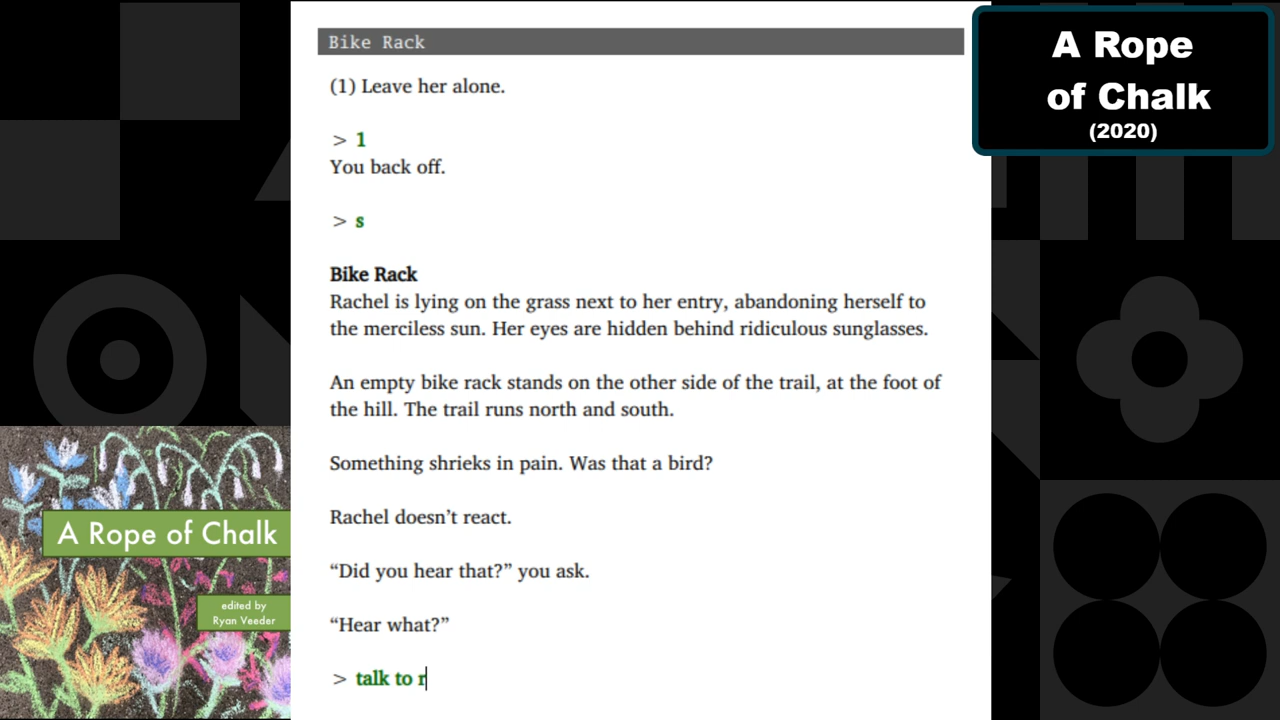 Bike Rack
(1) Leave her alone.
> 1
You back off.
> s
Bike Rack
Rachel is lying on the grass next to her entry, abandoning herself to
the merciless sun. Her eyes are hidden behind ridiculous sunglasses.
An empty bike rack stands on the other side of the trail, at the foot of
the hill. The trail runs north and south.
Something shrieks in pain. Was that a bird?
Rachel doesn’t react.
“Did you hear that?” you ask.
“Hear what?”
> talk to r
A Rope
of Chalk
(2020)
A Rope of Chalk
edited by
Ryan Veeder